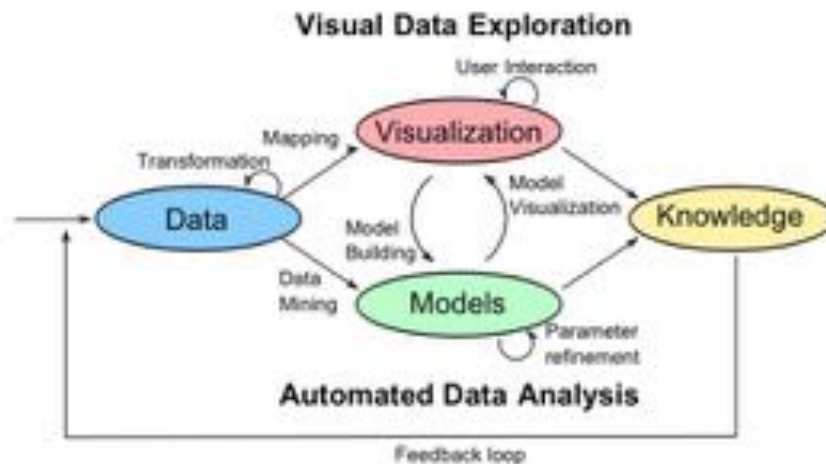 Visual Data Exploration
User Interaction
Visualization
Mapping
Transformation
Data
Model
Building
Model
Visualization
Knowledge
Data
Mining
Models
Parameter
refinement
Automated Data Analysis
Feedback loop